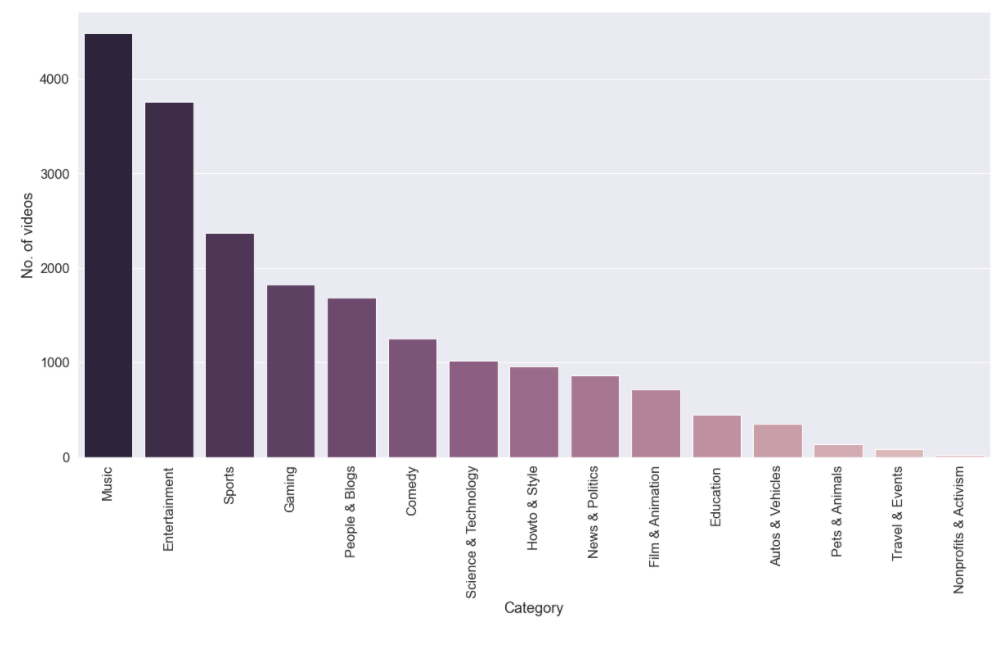 No. of videos
4000
3000
2000
1000
0
Music
Entertainment
Sports
Gaming
People & Blogs
Comedy
Science & Technology
Howto & Style
News & Politics
Film & Animation
Education
Autos & Vehicles
Pets & Animals
Travel & Events
Nonprofits & Activism
Category